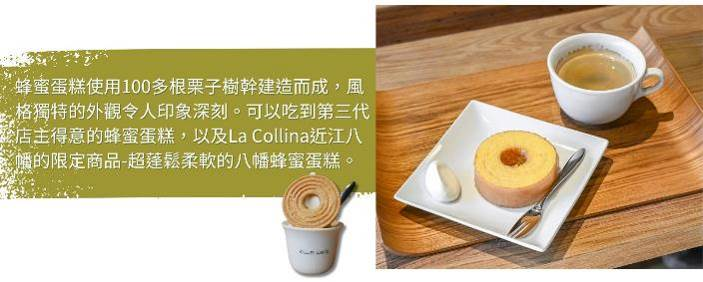 蜂蜜蛋糕使用100多根栗子樹幹建造而成，風
格獨特的外觀令人印象深刻。可以吃到第三代
店主得意的蜂蜜蛋糕，以及La Collina近江八
幡的限定商品-超蓬鬆柔軟的八幡蜂蜜蛋糕。